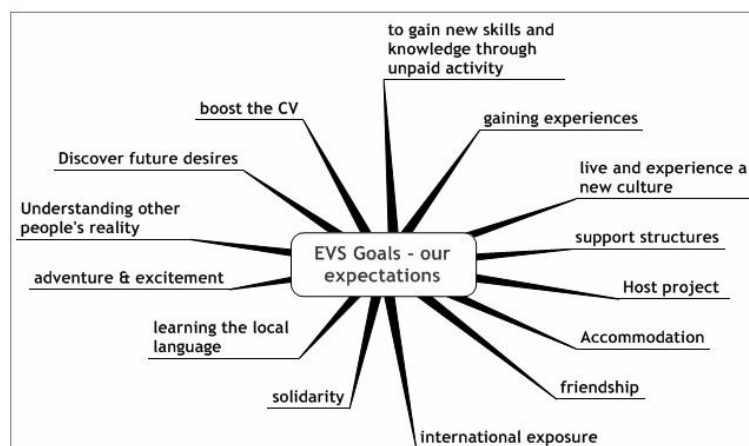 to gain new skills and
knowledge through
unpaid activity
boost the CV
gaining experiences
Discover future desires
live and experience a
new culture
Understanding other
people's reality
EVS Goals - our
expectations
support structures
adventure & excitement
Host project
learning the local
language
Accommodation
solidarity
friendship
international exposure